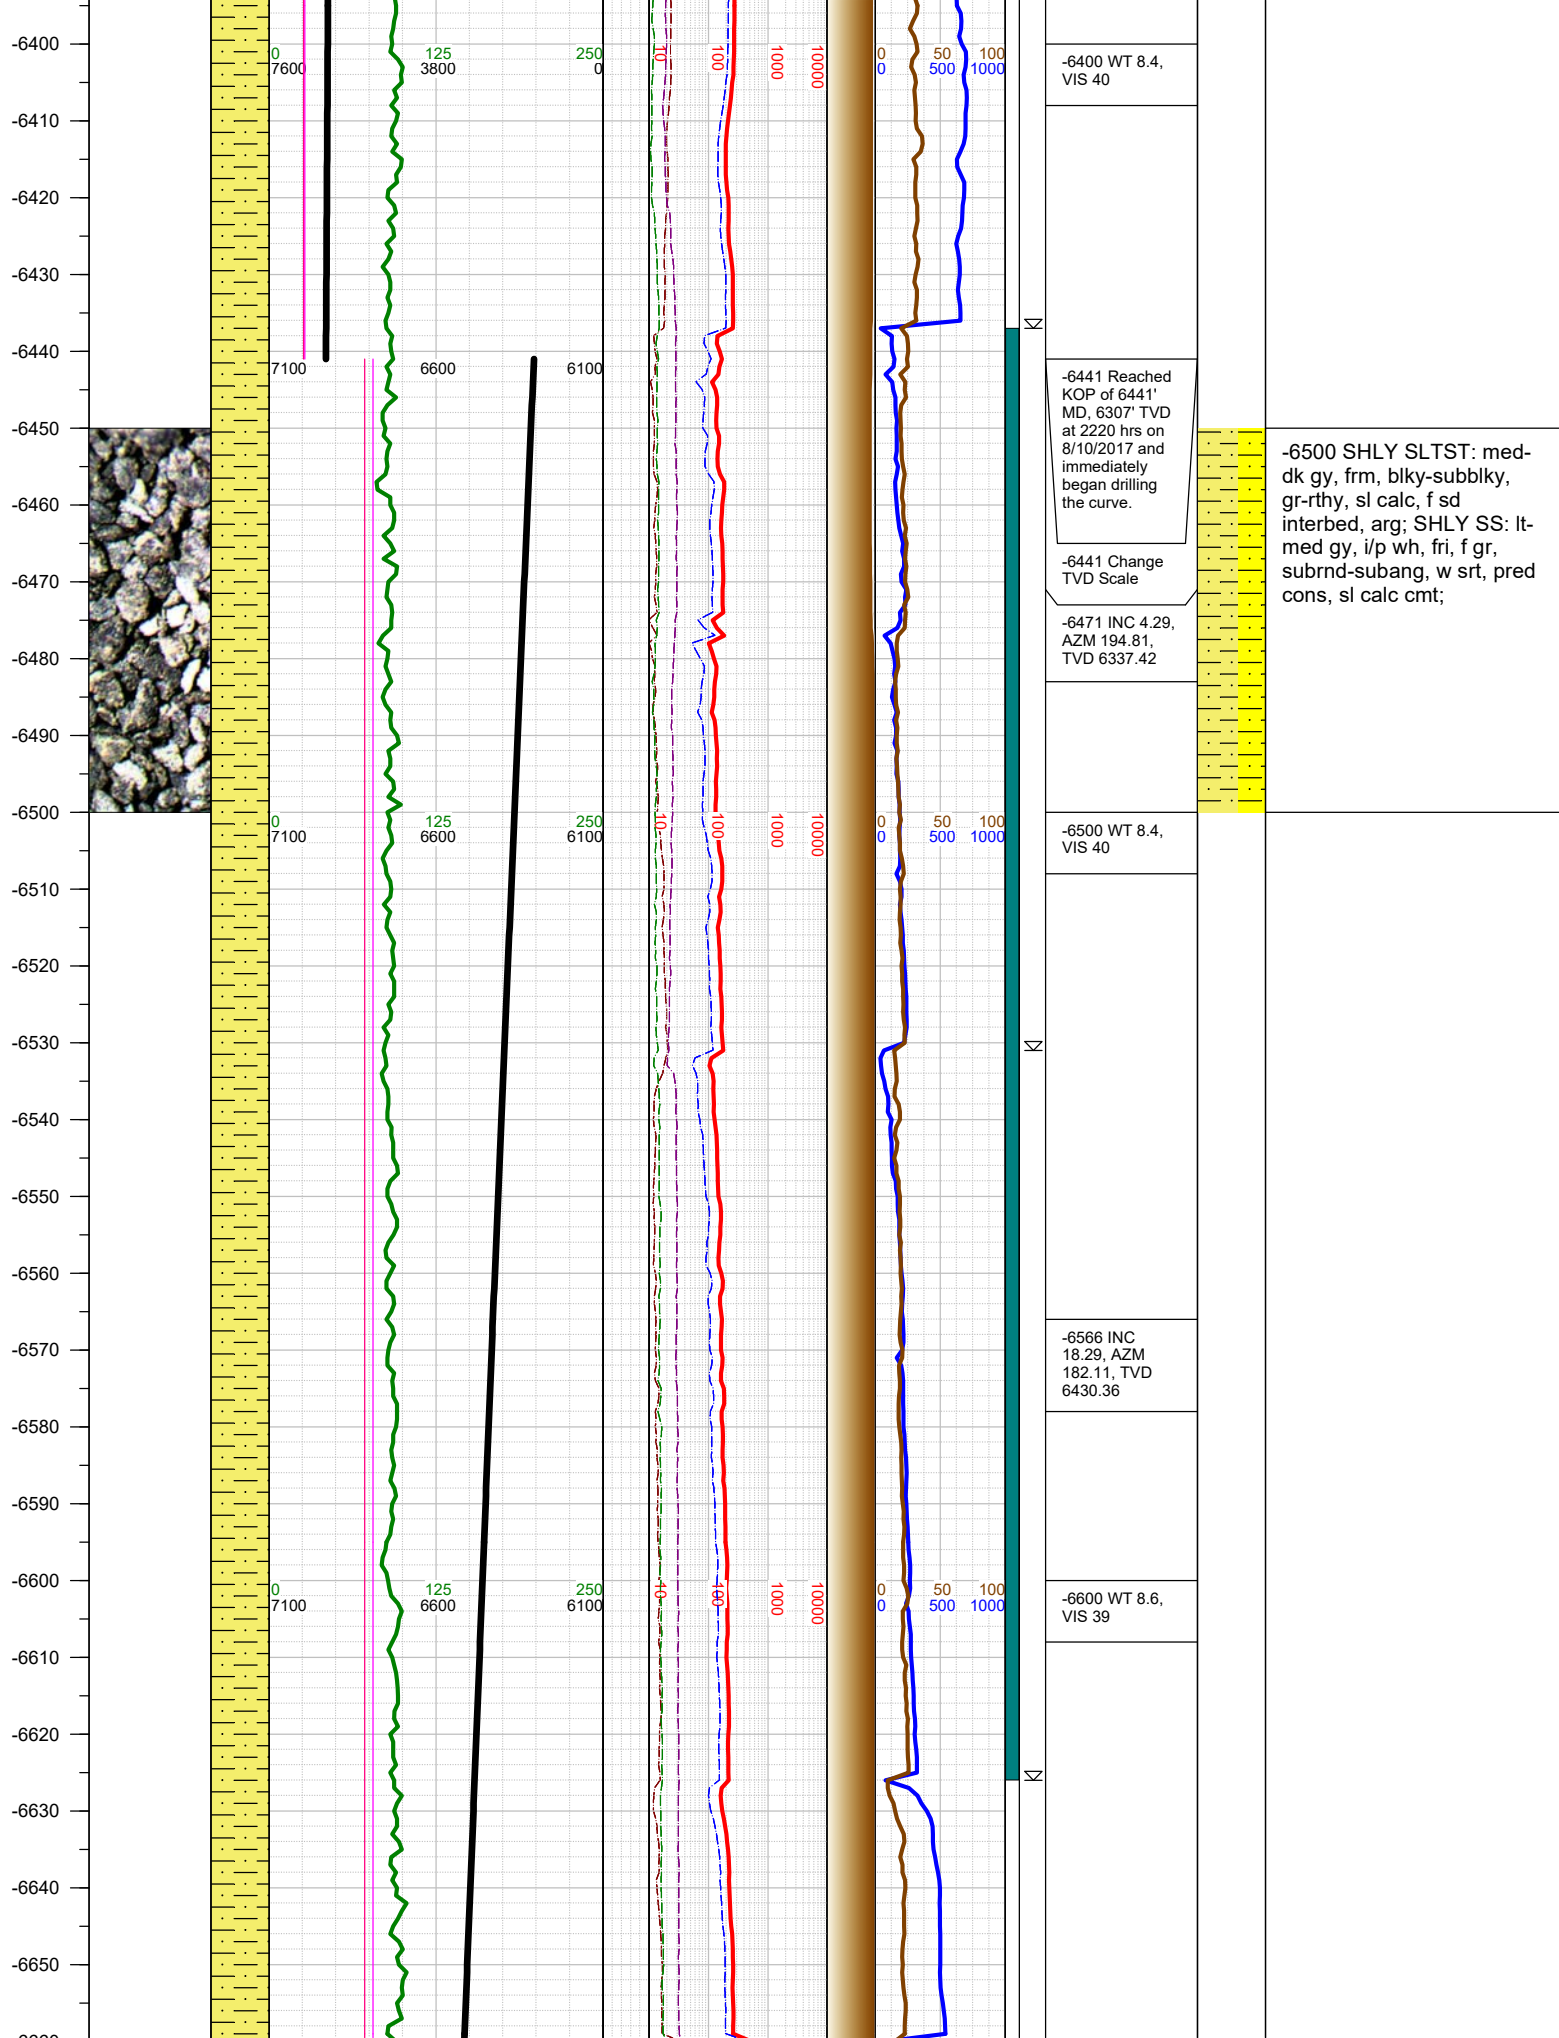 -6400
0 125 250
7600 3800 0
10 100 1000 10000
0 50 100
0 500 1000
-6400 WT 8.4,
VIS 40
-6410
-6420
-6430
-6440
7100 6600 6100
-6441 Reached
KOP of 6441'
MD, 6307' TVD
at 2220 hrs on
8/10/2017 and
immediately
began drilling
the curve.
-6450
-6500 SHLY SLTST: med-
dk gy, frm, blky-subblky,
gr-rthy, sl calc, f sd
interbed, arg; SHLY SS: lt-
med gy, i/p wh, fri, f gr,
subrnd-subang, w srt, pred
cons, sl calc cmt;
-6460
-6441 Change
TVD Scale
-6470
-6471 INC 4.29,
AZM 194.81,
TVD 6337.42
-6480
-6490
-6500
0 125 250
7100 6600 6100
10 100 1000 10000
0 50 100
0 500 1000
-6500 WT 8.4,
VIS 40
-6510
-6520
-6530
-6540
-6550
-6560
-6570
-6566 INC
18.29, AZM
182.11, TVD
6430.36
-6580
-6590
-6600
0 125 250
7100 6600 6100
10 100 1000 10000
0 50 100
0 500 1000
-6600 WT 8.6,
VIS 39
-6610
-6620
-6630
-6640
-6650